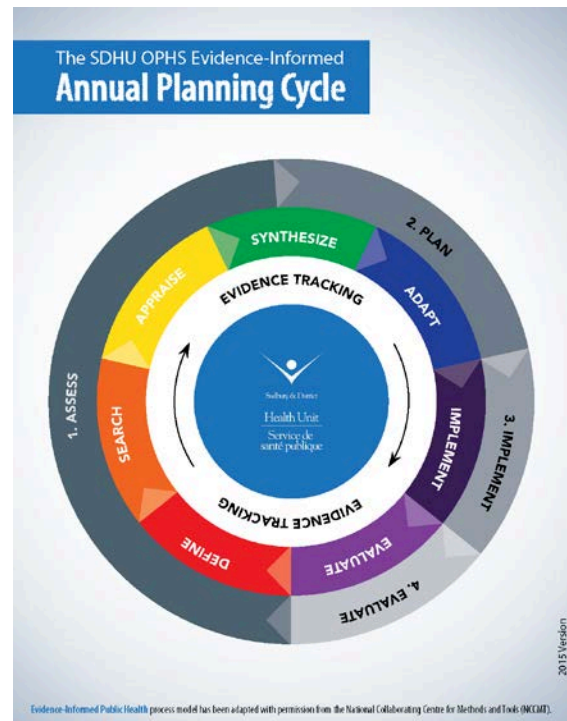 The SDHU OPHS Evidence-Informed
Annual Planning Cycle
1. ASSESS
2. PLAN
3. IMPLEMENT
4. EVALUATE
DEFINE
SEARCH
APPRAISE
SYNTHESIZE
ADAPT
IMPLEMENT
EVALUATE
EVIDENCE TRACKING
EVIDENCE TRACKING
Sudbury & District
Health Unit
Service de
santé publique
2015 Version
Evidence-Informed Public Health process model has been adapted with permission from the National Collaborating Centre for Methods and Tools (NCCMT).